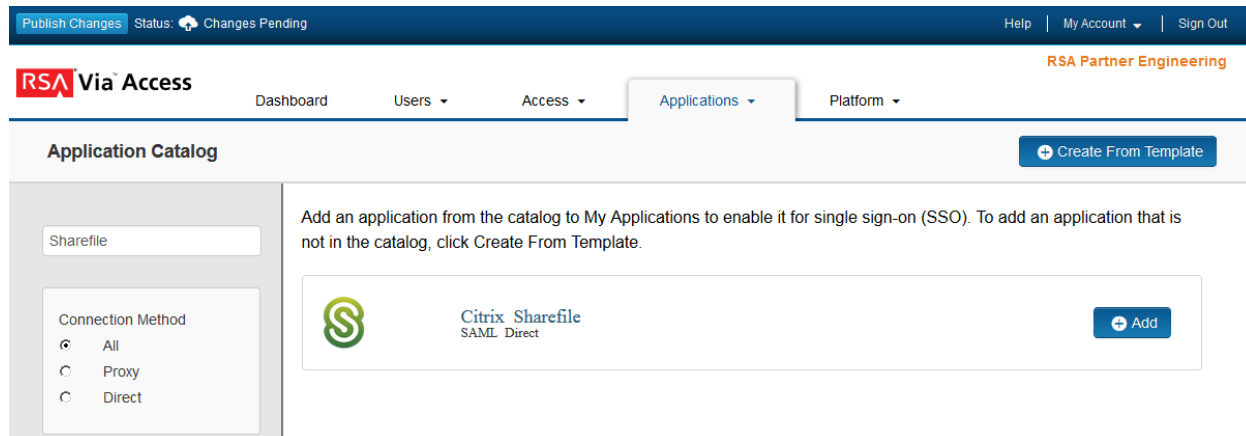 Publish Changes Status: Changes Pending Help My Account Sign Out
RSA Partner Engineering
RSA Via™ Access
Dashboard Users Access Applications Platform
Application Catalog Create From Template
Add an application from the catalog to My Applications to enable it for single sign-on (SSO). To add an application that is
Sharefile
not in the catalog, click Create From Template.
Citrix Sharefile
SAML Direct
Add
Connection Method
All
Proxy
Direct